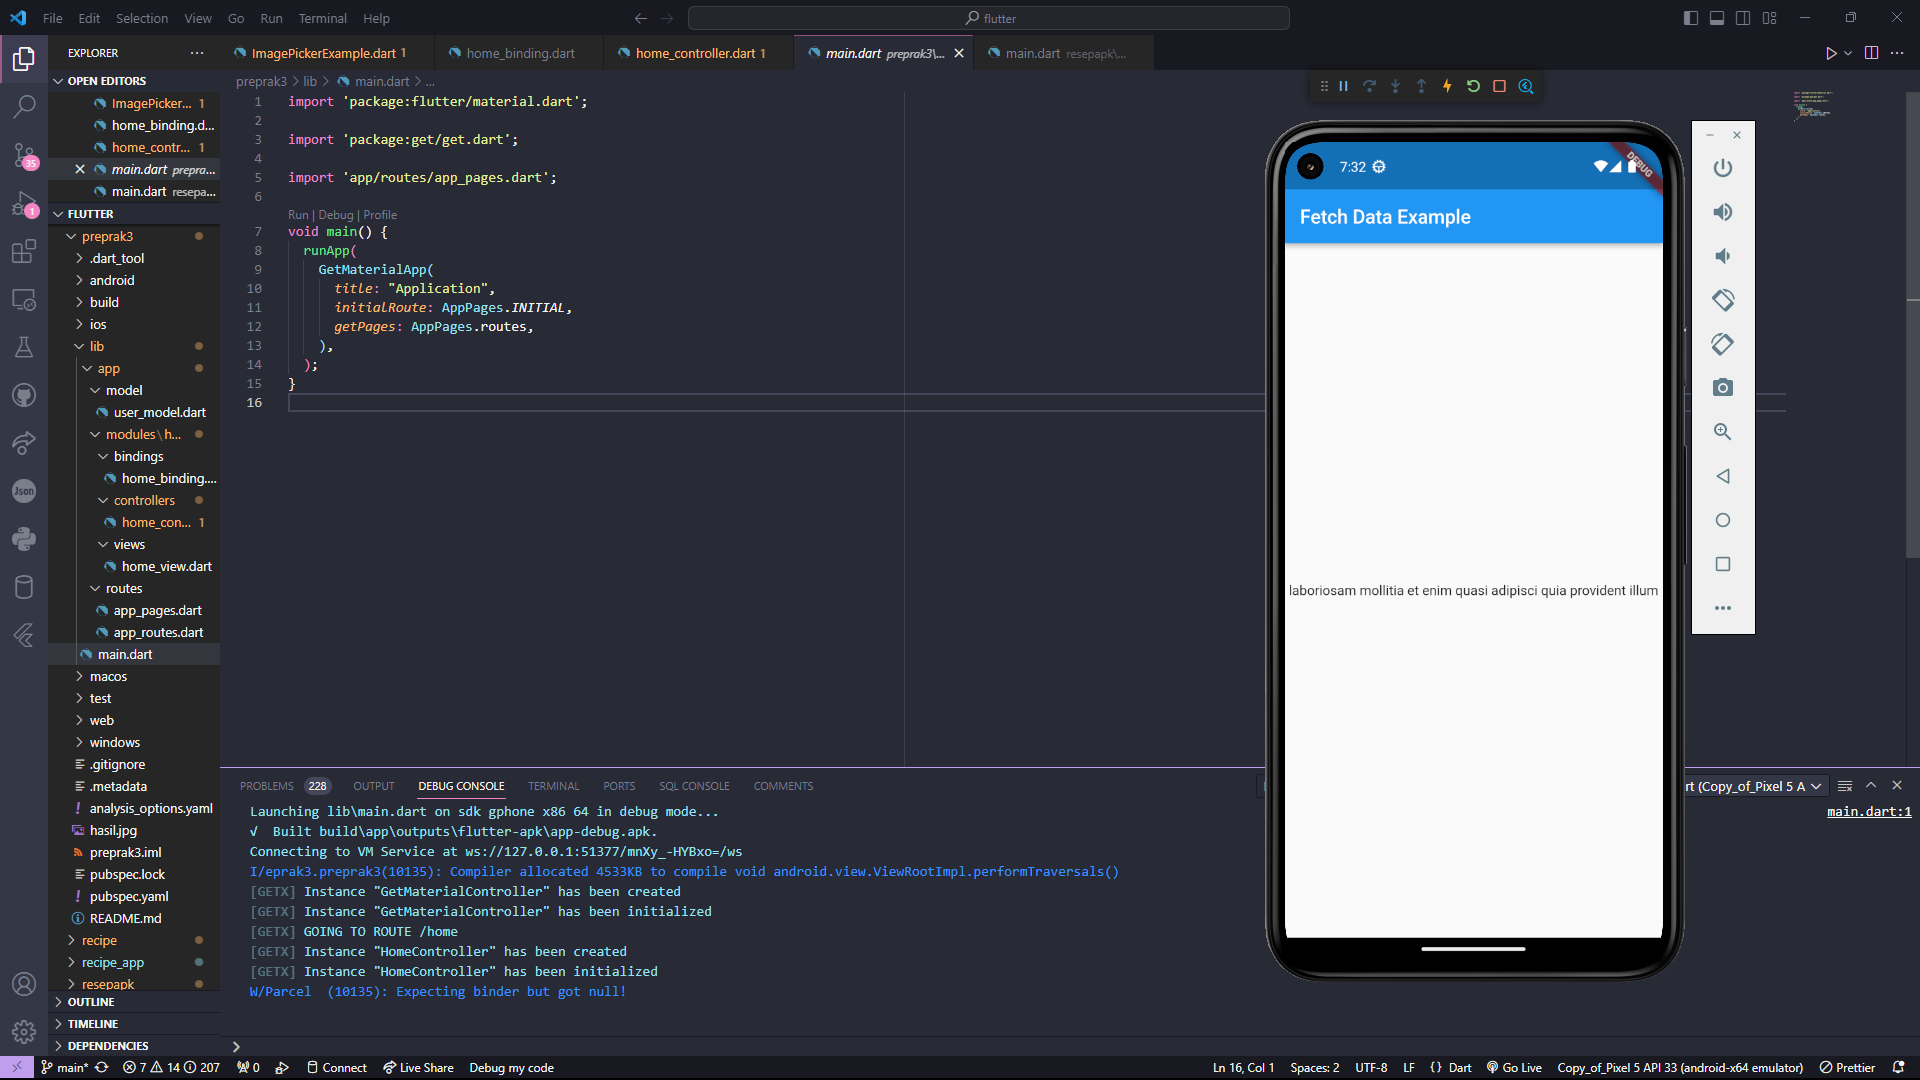 File Edit Selection View Go Run Terminal Help
flutter
EXPLORER
OPEN EDITORS
ImagePicker... 1
home_binding.d...
home_contr... 1
main.dart prepra...
main.dart resepa...
FLUTTER
preprak3
.dart_tool
android
build
ios
lib
app
model
user_model.dart
modules\h...
bindings
home_binding....
controllers
home_con... 1
views
home_view.dart
routes
app_pages.dart
app_routes.dart
main.dart
macos
test
web
windows
.gitignore
.metadata
analysis_options.yaml
hasil.jpg
preprak3.iml
pubspec.lock
pubspec.yaml
README.md
recipe
recipe_app
resepapk
OUTLINE
TIMELINE
DEPENDENCIES
35
1
Json
ImagePickerExample.dart 1
home_binding.dart
home_controller.dart 1
main.dart preprak3\...
main.dart resepapk\...
preprak3 > lib > main.dart > ...
1 import 'package:flutter/material.dart';
2
3 import 'package:get/get.dart';
4
5 import 'app/routes/app_pages.dart';
6
Run | Debug | Profile
7 void main() {
8 runApp(
9 GetMaterialApp(
10 title: "Application",
11 initialRoute: AppPages.INITIAL,
12 getPages: AppPages.routes,
13 ),
14 );
15 }
16
7:32
DEBUG
Fetch Data Example
laboriosam mollitia et enim quasi adipisci quia provident illum
PROBLEMS 228 OUTPUT DEBUG CONSOLE TERMINAL PORTS SQL CONSOLE COMMENTS
rt (Copy_of_Pixel 5 A
main.dart:1
Launching lib\main.dart on sdk gphone x86 64 in debug mode...
√ Built build\app\outputs\flutter-apk\app-debug.apk.
Connecting to VM Service at ws://127.0.0.1:51377/mnXy_-HYBxo=/ws
I/eprak3.preprak3(10135): Compiler allocated 4533KB to compile void android.view.ViewRootImpl.performTraversals()
[GETX] Instance "GetMaterialController" has been created
[GETX] Instance "GetMaterialController" has been initialized
[GETX] GOING TO ROUTE /home
[GETX] Instance "HomeController" has been created
[GETX] Instance "HomeController" has been initialized
W/Parcel (10135): Expecting binder but got null!
main* 7 14 207 0 Connect Live Share Debug my code
Ln 16, Col 1 Spaces: 2 UTF-8 LF {} Dart Go Live Copy_of_Pixel 5 API 33 (android-x64 emulator) Prettier